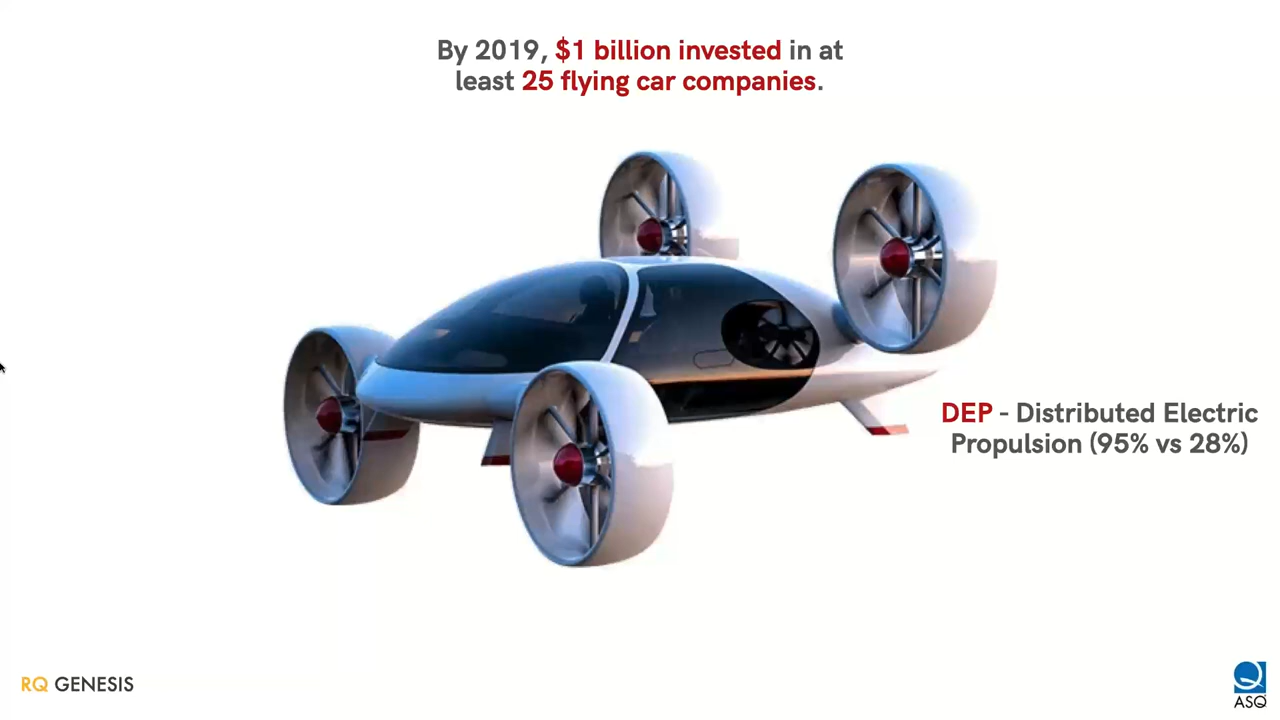 By 2019, $1 billion invested in at
least 25 flying car companies.
DEP - Distributed Electric
Propulsion (95% vs 28%)
RQ GENESIS
ASQ